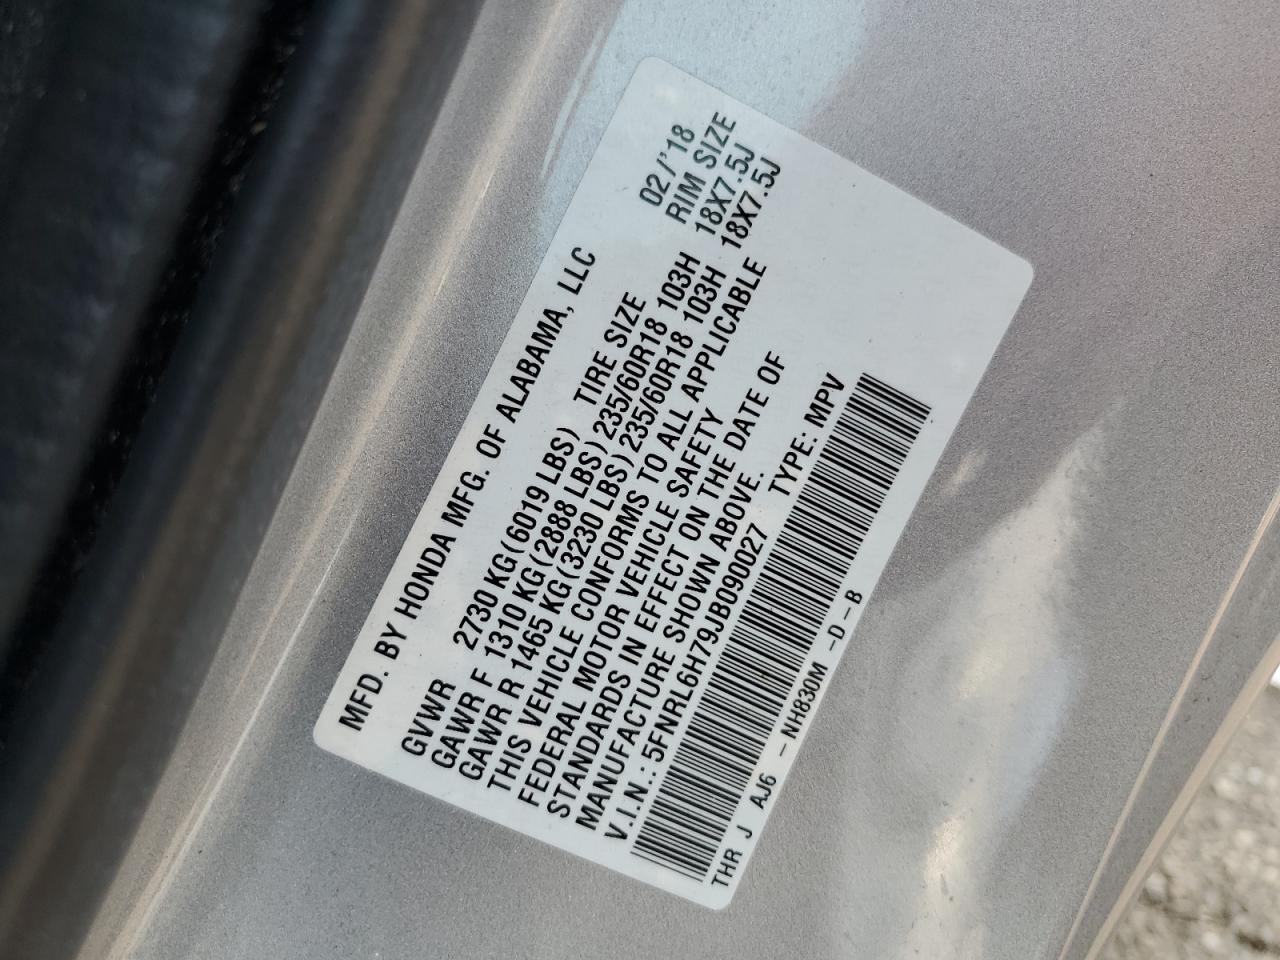 MFD. BY HONDA MFG. OF ALABAMA, LLC 02/'18
GVWR 2730 KG(6019 LBS) TIRE SIZE RIM SIZE
GAWR F 1310 KG(2888 LBS) 235/60R18 103H 18X7.5J
GAWR R 1465 KG(3230 LBS) 235/60R18 103H 18X7.5J
THIS VEHICLE CONFORMS TO ALL APPLICABLE
FEDERAL MOTOR VEHICLE SAFETY
STANDARDS IN EFFECT ON THE DATE OF
MANUFACTURE SHOWN ABOVE.
V.I.N.: 5FNRL6H79JB090027 TYPE: MPV
THR J AJ6 - NH830M -D-B